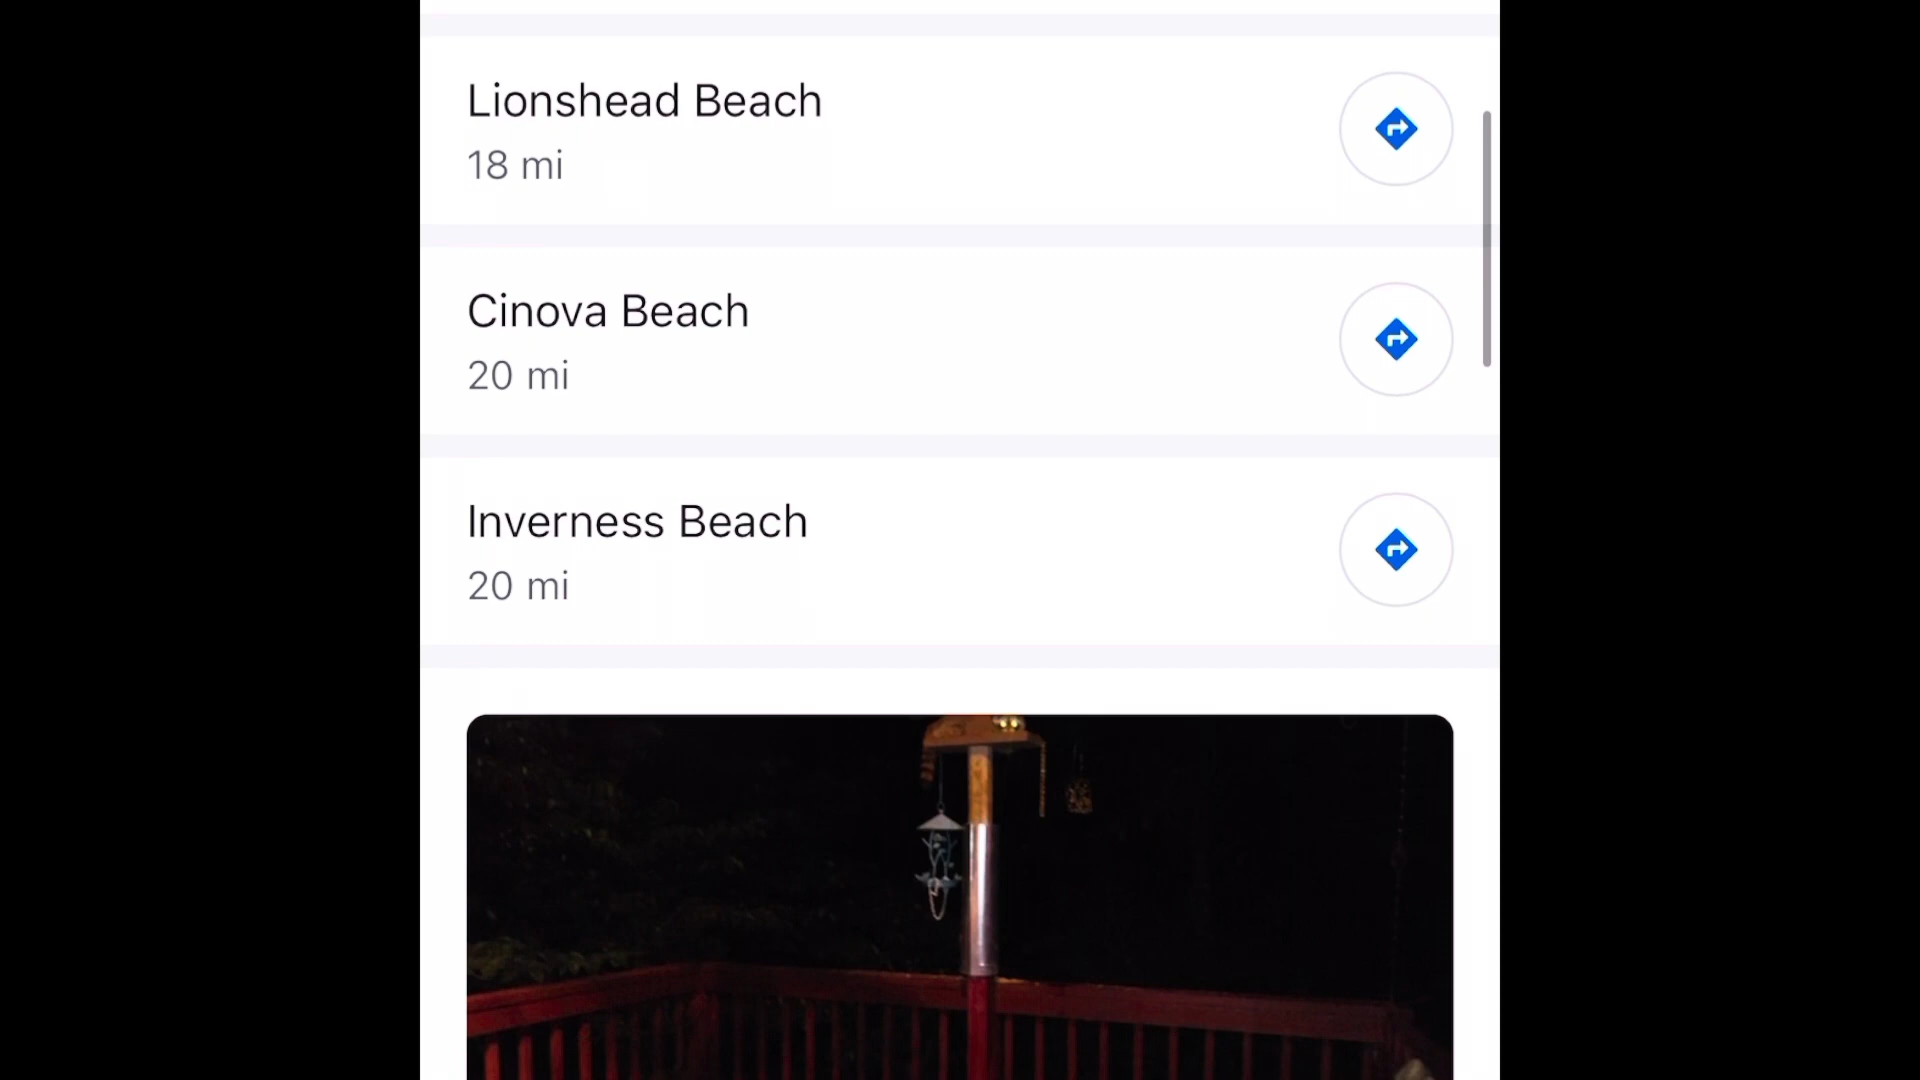 Lionshead Beach
18 mi
Cinova Beach
20 mi
Inverness Beach
20 mi